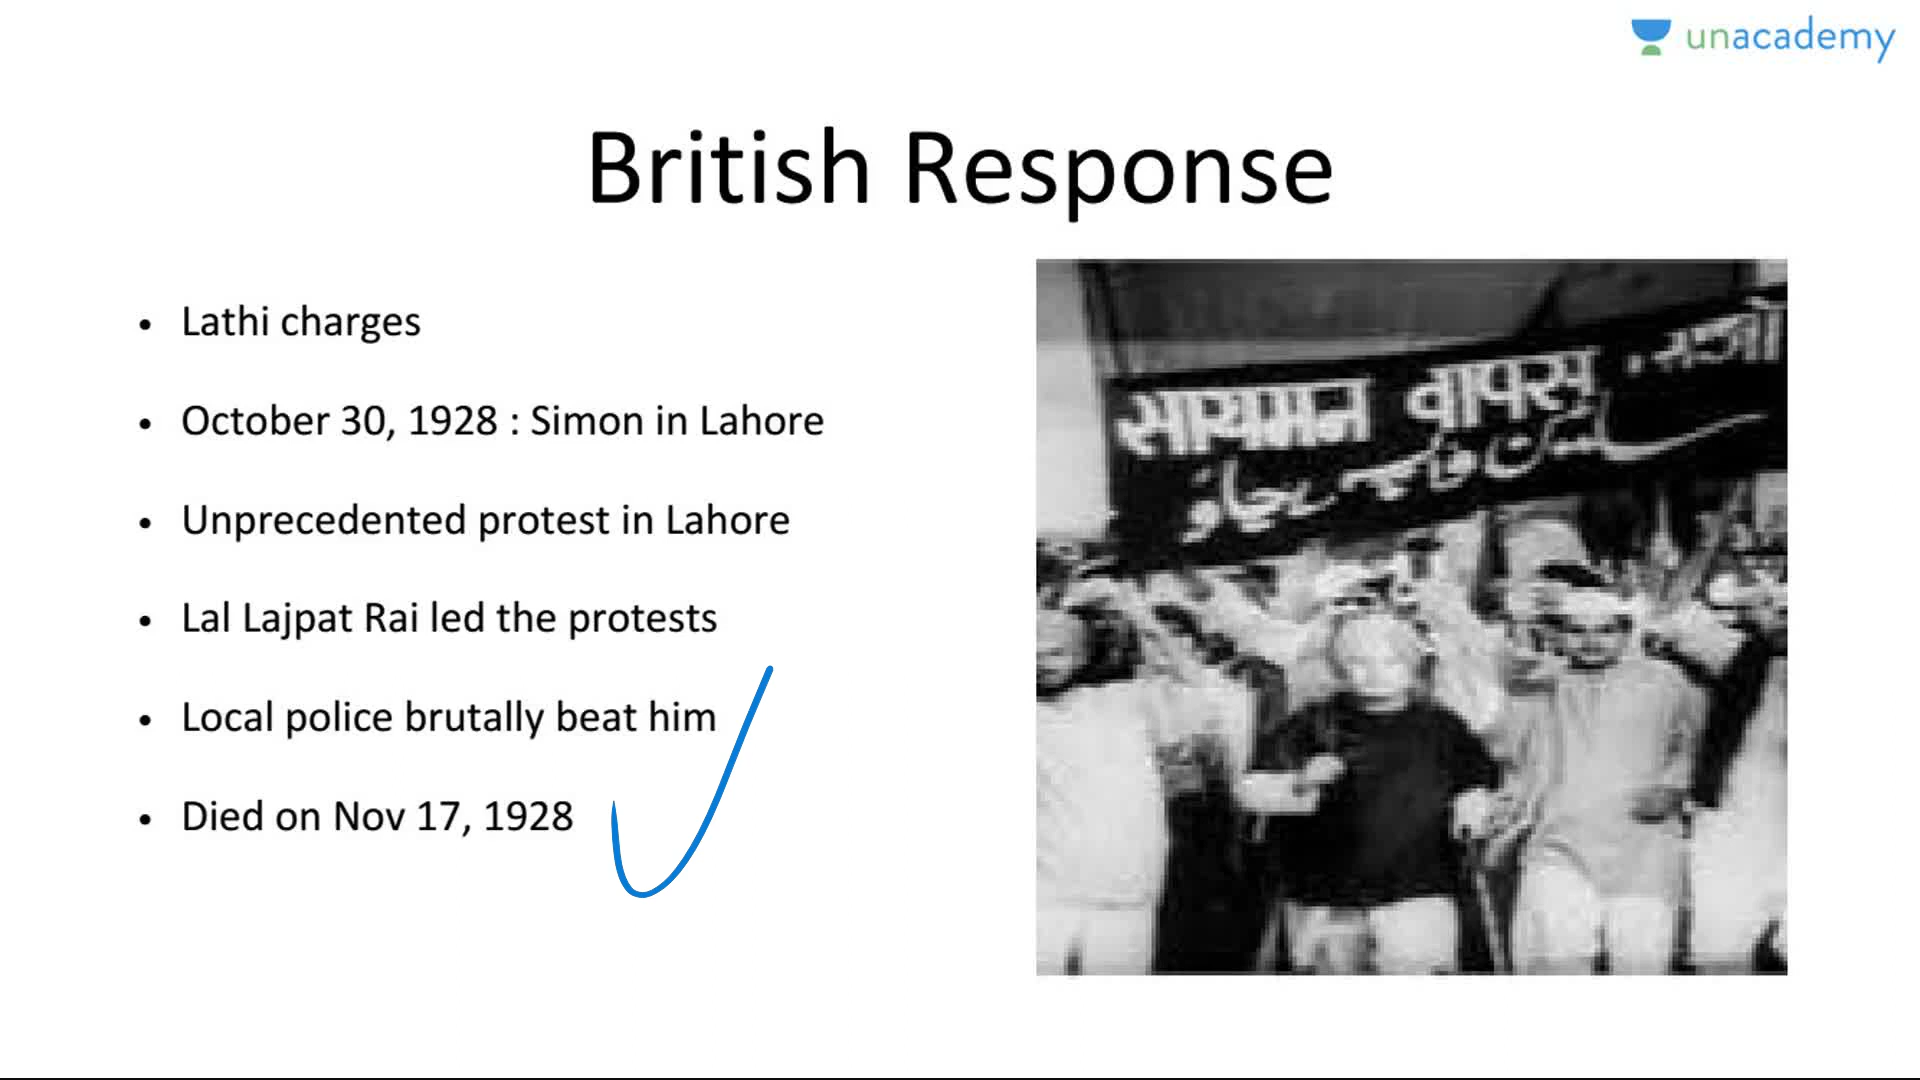 unacademy
British Response
• Lathi charges
• October 30, 1928 : Simon in Lahore
• Unprecedented protest in Lahore
• Lal Lajpat Rai led the protests
• Local police brutally beat him
• Died on Nov 17, 1928
सायमन वापस